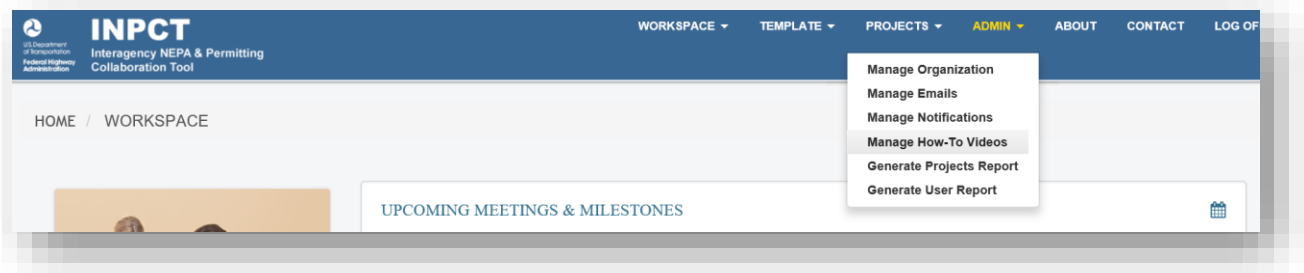 U.S. Department
of Transportation
Federal Highway
Administration
INPCT
Interagency NEPA & Permitting
Collaboration Tool
WORKSPACE TEMPLATE PROJECTS ADMIN ABOUT CONTACT LOG OF
Manage Organization
Manage Emails
Manage Notifications
Manage How-To Videos
Generate Projects Report
Generate User Report
HOME / WORKSPACE
UPCOMING MEETINGS & MILESTONES